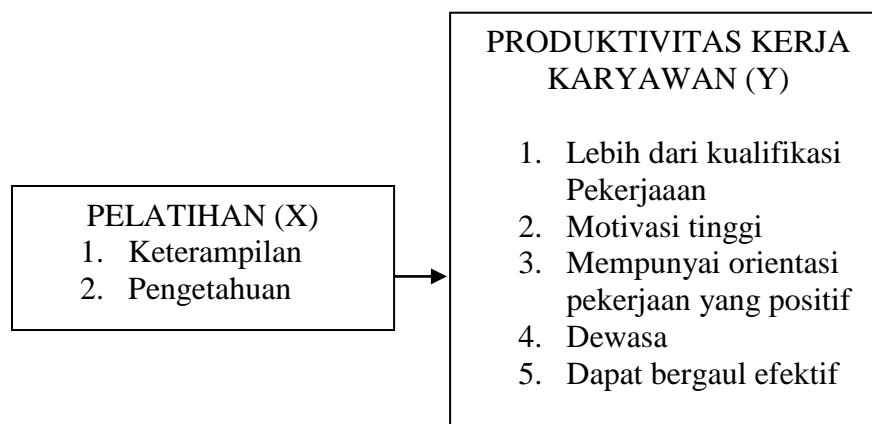 PELATIHAN (X)
1. Keterampilan
2. Pengetahuan
PRODUKTIVITAS KERJA
KARYAWAN (Y)
1. Lebih dari kualifikasi
Pekerjaaan
2. Motivasi tinggi
3. Mempunyai orientasi
pekerjaan yang positif
4. Dewasa
5. Dapat bergaul efektif